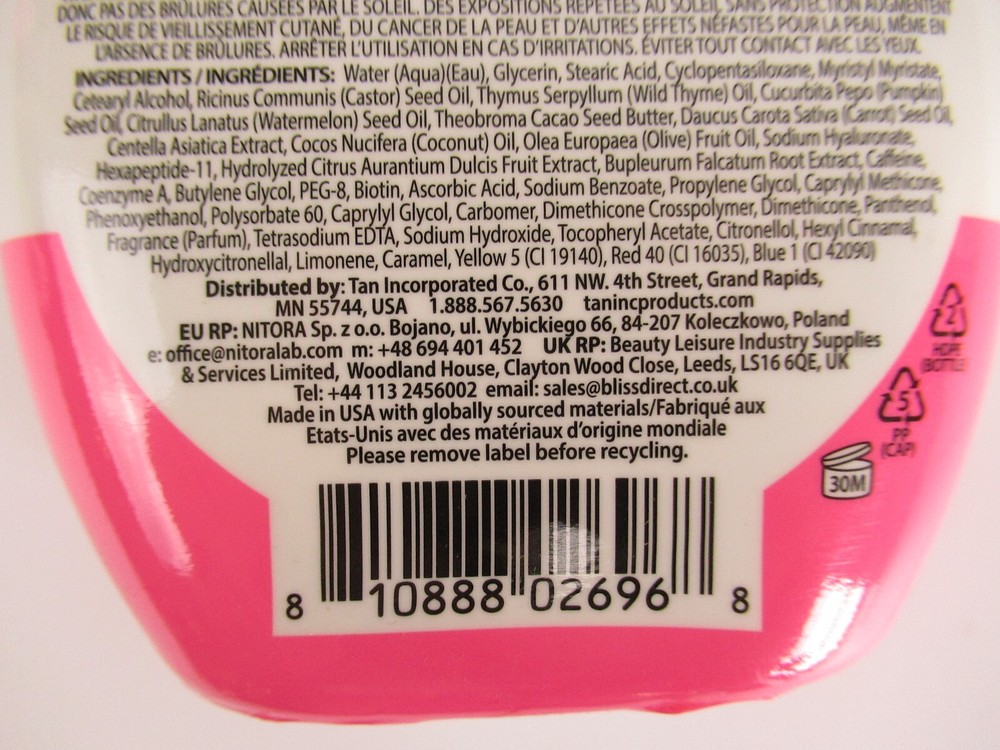 DONC PAS DES BRÛLURES CAUSÉES PAR LE SOLEIL. DES EXPOSITIONS RÉPÉTÉES AU SOLEIL SANS PROTECTION AUGMENTENT
LE RISQUE DE VIEILLISSEMENT CUTANÉ, DU CANCER DE LA PEAU ET D'AUTRES EFFETS NÉFASTES POUR LA PEAU, MÊME EN
L'ABSENCE DE BRÛLURES. ARRÊTER L'UTILISATION EN CAS D'IRRITATIONS. ÉVITER TOUT CONTACT AVEC LES YEUX.
INGREDIENTS / INGRÉDIENTS: Water (Aqua)(Eau), Glycerin, Stearic Acid, Cyclopentasiloxane, Myristyl Myristate,
Cetearyl Alcohol, Ricinus Communis (Castor) Seed Oil, Thymus Serpyllum (Wild Thyme) Oil, Cucurbita Pepo (Pumpkin)
Seed Oil, Citrullus Lanatus (Watermelon) Seed Oil, Theobroma Cacao Seed Butter, Daucus Carota Sativa (Carrot) Seed Oil,
Centella Asiatica Extract, Cocos Nucifera (Coconut) Oil, Olea Europaea (Olive) Fruit Oil, Sodium Hyaluronate,
Hexapeptide-11, Hydrolyzed Citrus Aurantium Dulcis Fruit Extract, Bupleurum Falcatum Root Extract, Caffeine,
Coenzyme A, Butylene Glycol, PEG-8, Biotin, Ascorbic Acid, Sodium Benzoate, Propylene Glycol, Caprylyl Methicone,
Phenoxyethanol, Polysorbate 60, Caprylyl Glycol, Carbomer, Dimethicone Crosspolymer, Dimethicone, Panthenol,
Fragrance (Parfum), Tetrasodium EDTA, Sodium Hydroxide, Tocopheryl Acetate, Citronellol, Hexyl Cinnamal,
Hydroxycitronellal, Limonene, Caramel, Yellow 5 (CI 19140), Red 40 (CI 16035), Blue 1 (CI 42090)
Distributed by: Tan Incorporated Co., 611 NW. 4th Street, Grand Rapids,
MN 55744, USA 1.888.567.5630 tanincproducts.com
EU RP: NITORA Sp. z o.o. Bojano, ul. Wybickiego 66, 84-207 Koleczkowo, Poland
e: office@nitoralab.com m: +48 694 401 452 UK RP: Beauty Leisure Industry Supplies
& Services Limited, Woodland House, Clayton Wood Close, Leeds, LS16 6QE, UK
Tel: +44 113 2456002 email: sales@blissdirect.co.uk
Made in USA with globally sourced materials/Fabriqué aux
Etats-Unis avec des matériaux d'origine mondiale
Please remove label before recycling.
2
HDPE
(BOTTLE)
5
PP
(CAP)
30M
8 10888 02696 8